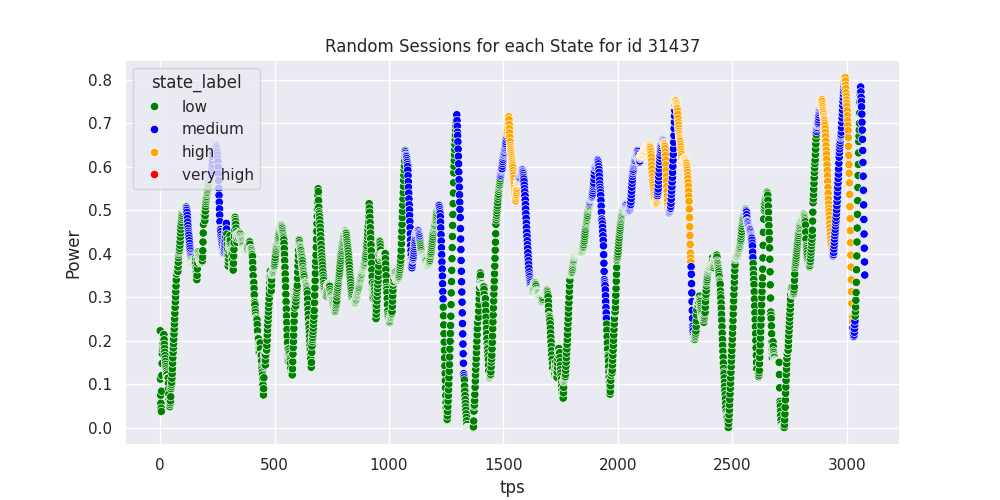 Random Sessions for each State for id 31437
state_label
low
medium
high
very high
Power
0.8
0.7
0.6
0.5
0.4
0.3
0.2
0.1
0.0
0 500 1000 1500 2000 2500 3000
tps